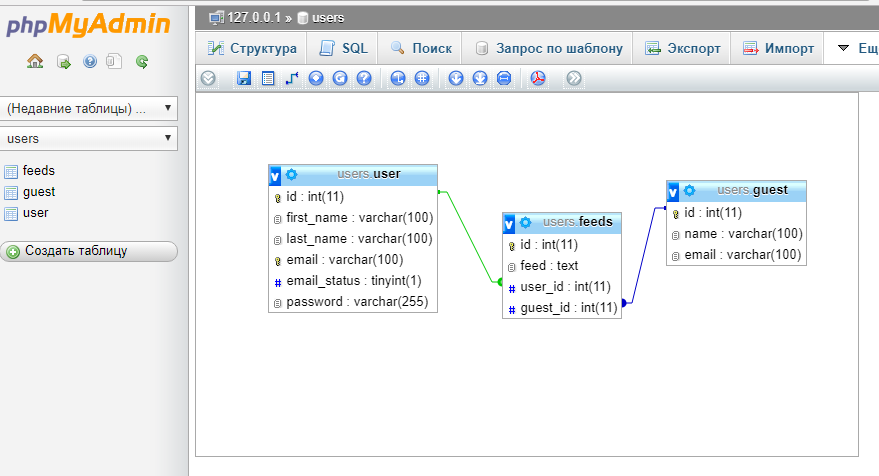 phpMyAdmin
(Недавние таблицы) ...
users
feeds
guest
user
Создать таблицу
127.0.0.1 » users
Структура SQL Поиск Запрос по шаблону Экспорт Импорт Ещ
v users.user
id : int(11)
first_name : varchar(100)
last_name : varchar(100)
email : varchar(100)
# email_status : tinyint(1)
password : varchar(255)
v users.feeds
id : int(11)
feed : text
# user_id : int(11)
# guest_id : int(11)
v users.guest
id : int(11)
name : varchar(100)
email : varchar(100)